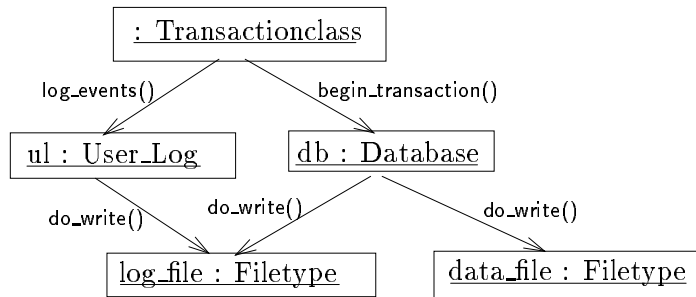 : Transactionclass
log_events()
begin_transaction()
ul : User_Log
db : Database
do_write()
do_write()
do_write()
log_file : Filetype
data_file : Filetype